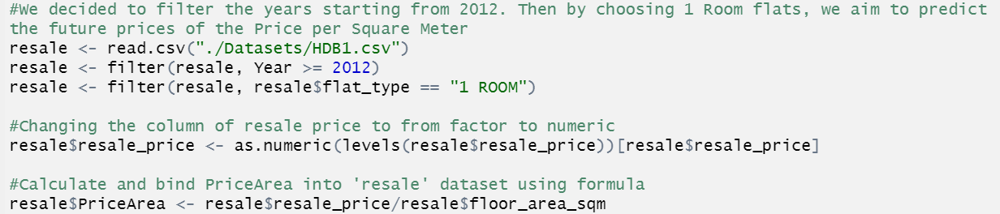 #We decided to filter the years starting from 2012. Then by choosing 1 Room flats, we aim to predict
the future prices of the Price per Square Meter
resale <- read.csv("./Datasets/HDB1.csv")
resale <- filter(resale, Year >= 2012)
resale <- filter(resale, resale$flat_type == "1 ROOM")
#Changing the column of resale price to from factor to numeric
resale$resale_price <- as.numeric(levels(resale$resale_price))[resale$resale_price]
#Calculate and bind PriceArea into 'resale' dataset using formula
resale$PriceArea <- resale$resale_price/resale$floor_area_sqm